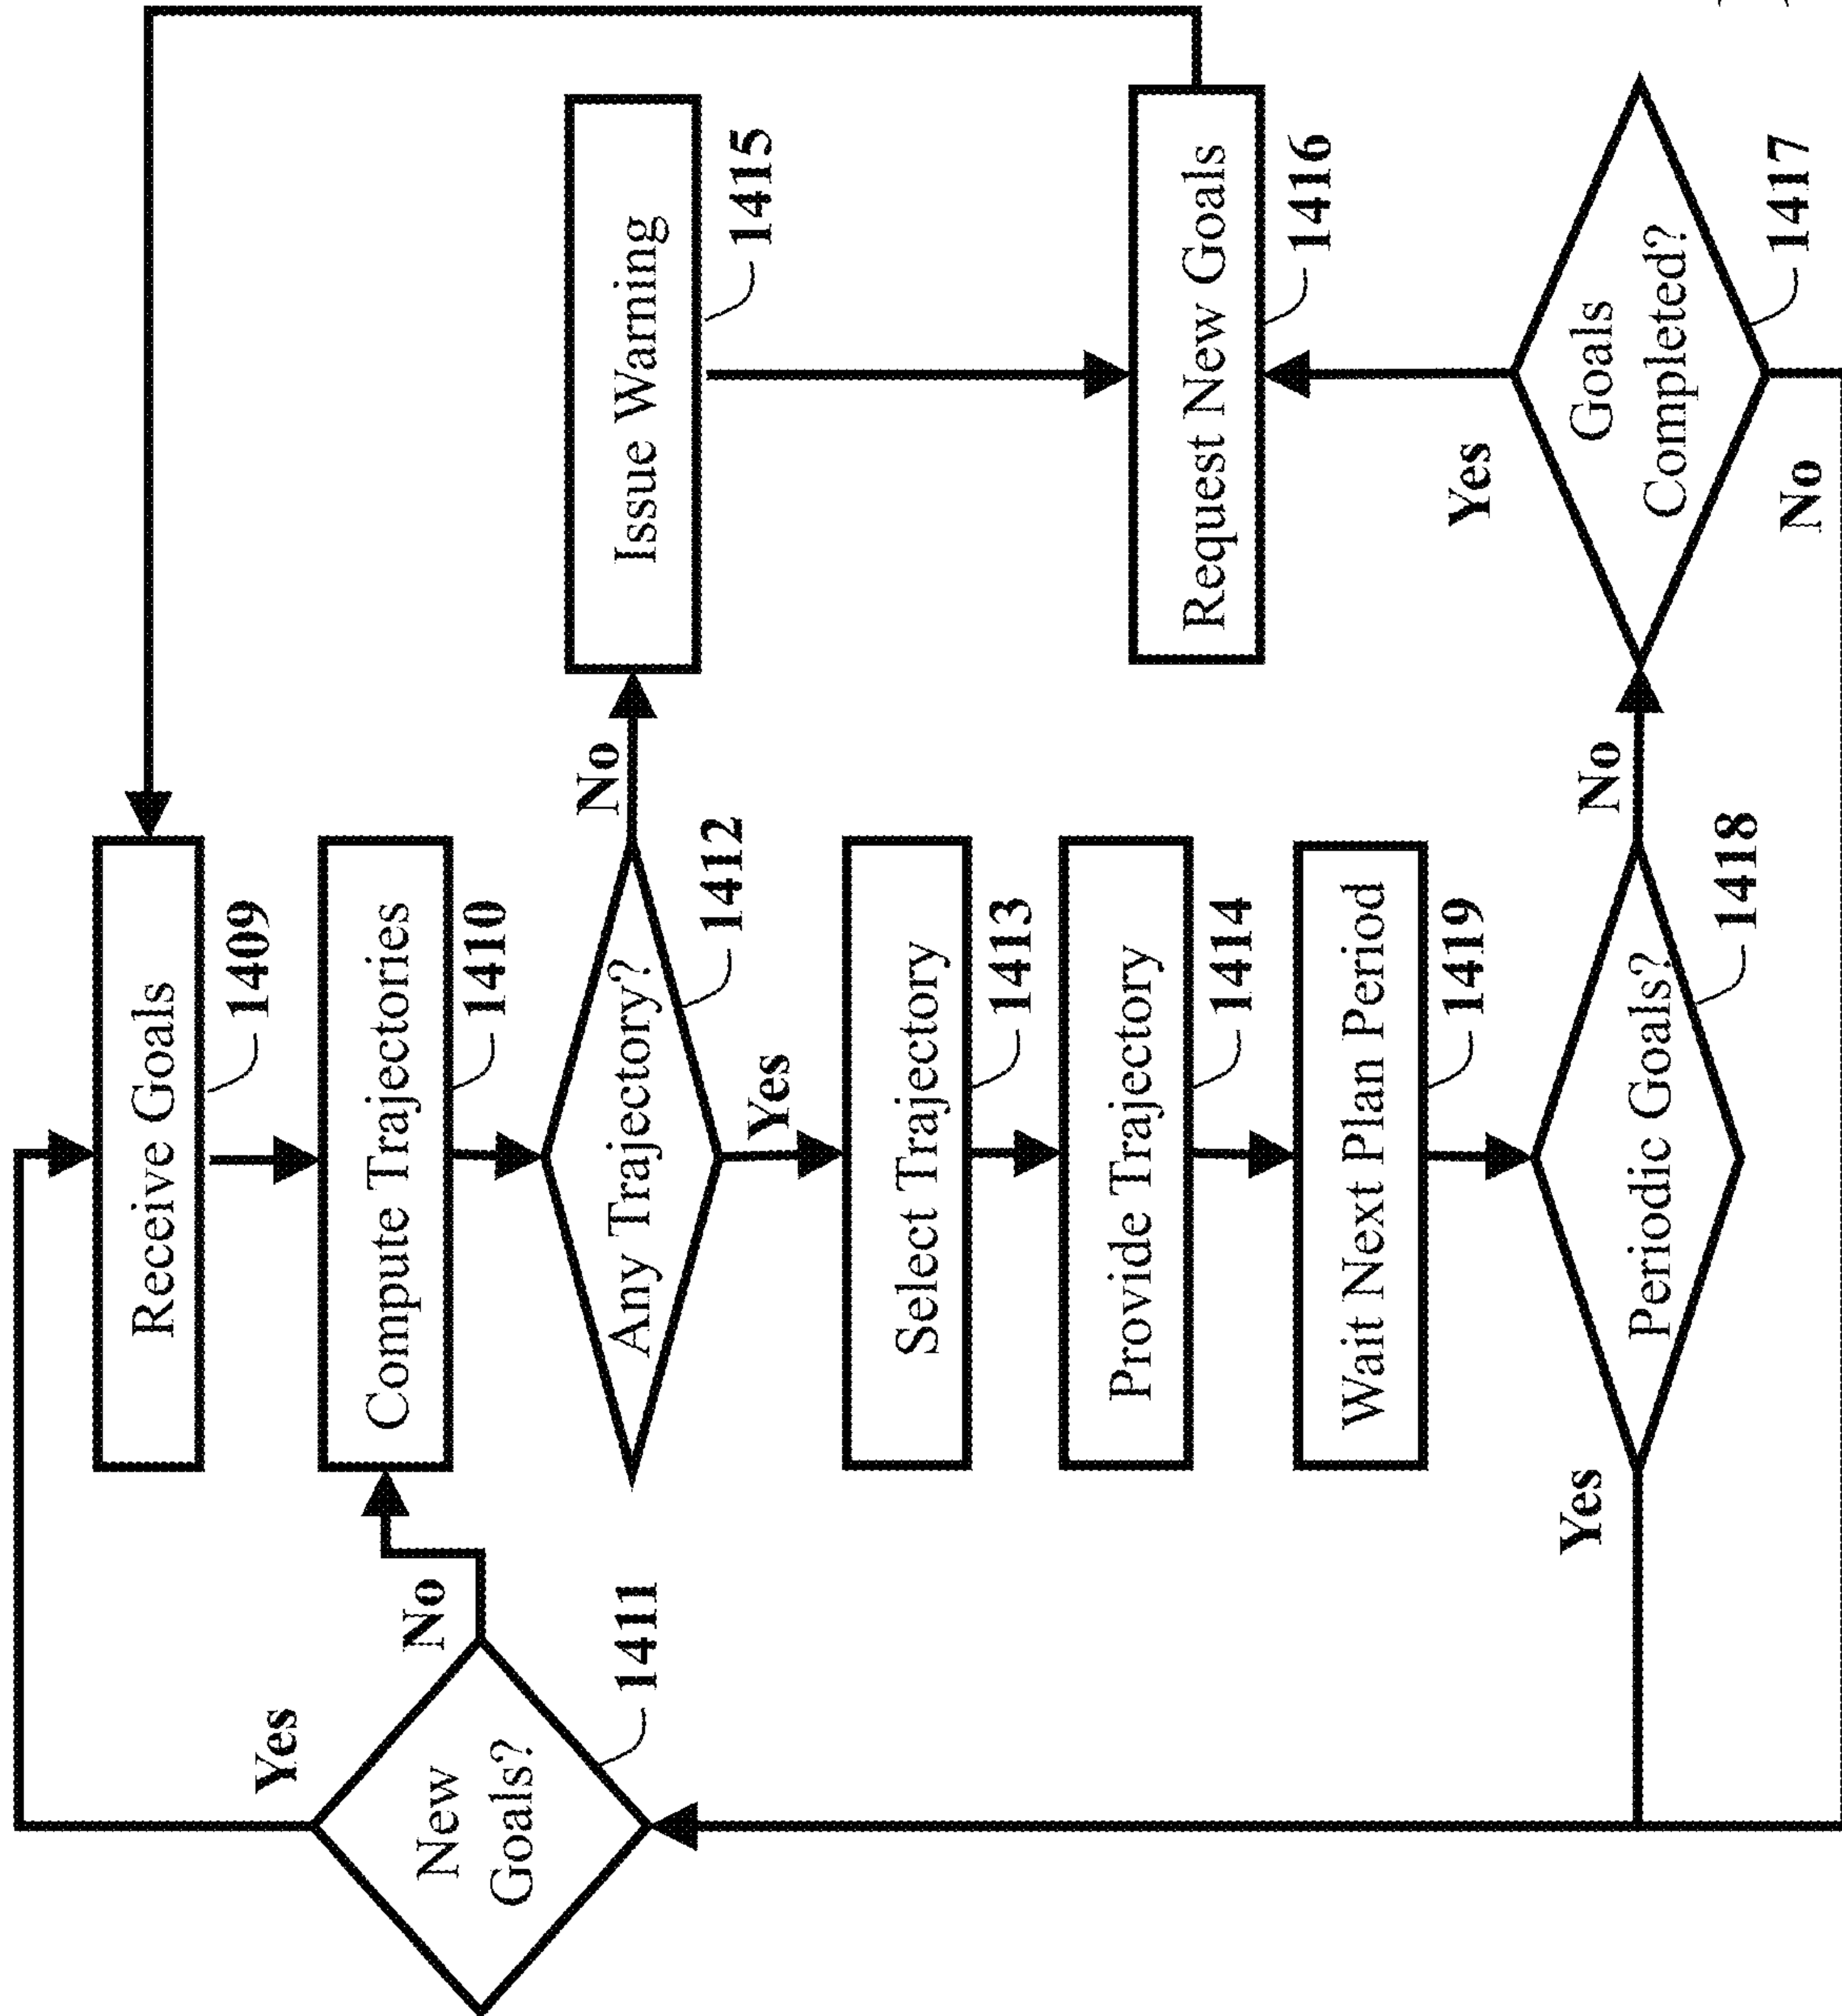 Receive Goals
1409
Compute Trajectories
1410
Yes
New
Goals?
1411
No
Any Trajectory?
1412
No
Issue Warning
1415
Yes
Select Trajectory
1413
Provide Trajectory
1414
Wait Next Plan Period
1419
Request New Goals
1416
Periodic Goals?
1418
Yes
No
Goals
Completed?
1417
Yes
No